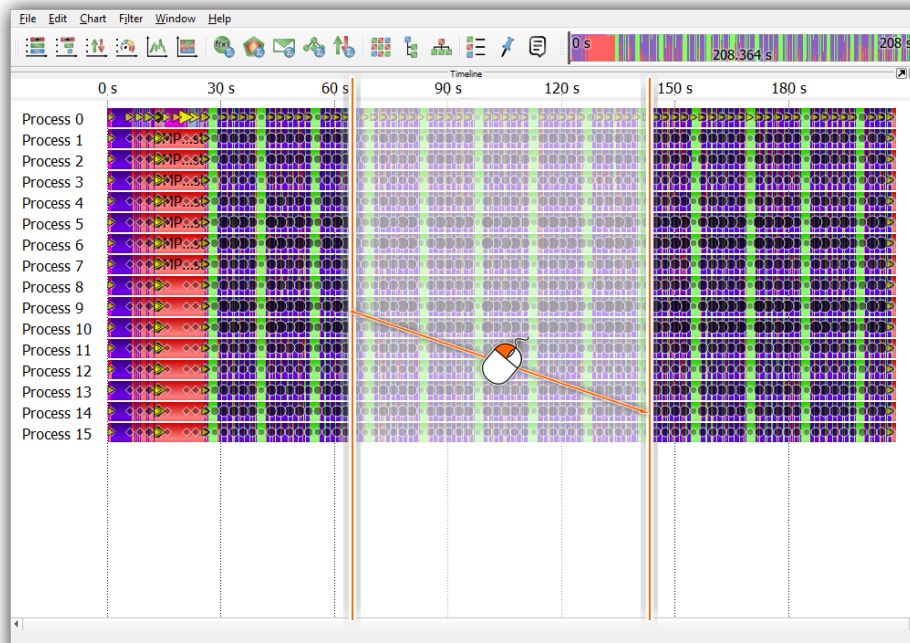 File Edit Chart Filter Window Help
f(x)
0 s 208 s
208.364 s
Timeline
0 s 30 s 60 s 90 s 120 s 150 s 180 s
Process 0
Process 1
Process 2
Process 3
Process 4
Process 5
Process 6
Process 7
Process 8
Process 9
Process 10
Process 11
Process 12
Process 13
Process 14
Process 15